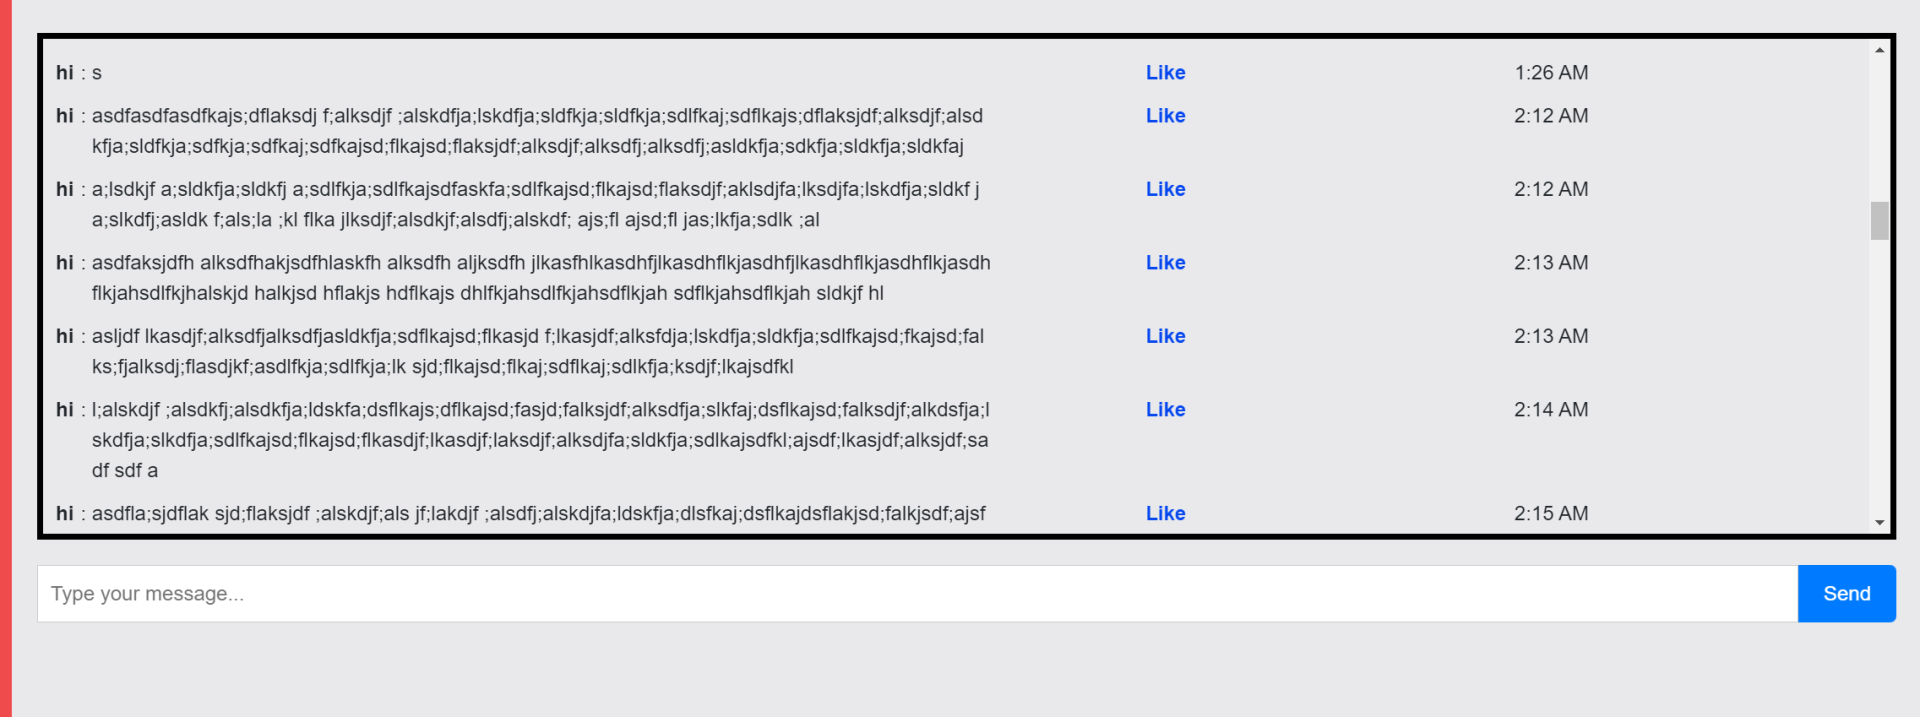 hi : s Like 1:26 AM
hi : asdfasdfasdfkajs;dflaksdj f;alksdjf ;alskdfja;lskdfja;sldfkja;sldfkja;sdlfkaj;sdflkajs;dflaksjdf;alksdjf;alsd Like 2:12 AM
kfja;sldfkja;sdfkja;sdfkaj;sdfkajsd;flkajsd;flaksjdf;alksdjf;alksdfj;alksdfj;asldkfja;sdkfja;sldkfja;sldkfaj
hi : a;lsdkjf a;sldkfja;sldkfj a;sdlfkja;sdlfkajsdfaskfa;sdlfkajsd;flkajsd;flaksdjf;aklsdjfa;lksdjfa;lskdfja;sldkf j Like 2:12 AM
a;slkdfj;asldk f;als;la ;kl flka jlksdjf;alsdkjf;alsdfj;alskdf; ajs;fl ajsd;fl jas;lkfja;sdlk ;al
hi : asdfaksjdfh alksdfhakjsdfhlaskfh alksdfh aljksdfh jlkasfhlkasdhfjlkasdhflkjasdhfjlkasdhflkjasdhflkjasdh Like 2:13 AM
flkjahsdlfkjhalskjd halkjsd hflakjs hdflkajs dhlfkjahsdlfkjahsdflkjah sdflkjahsdflkjah sldkjf hl
hi : asljdf lkasdjf;alksdfjalksdfjasldkfja;sdflkajsd;flkasjd f;lkasjdf;alksfdja;lskdfja;sldkfja;sdlfkajsd;fkajsd;fal Like 2:13 AM
ks;fjalksdj;flasdjkf;asdlfkja;sdlfkja;lk sjd;flkajsd;flkaj;sdflkaj;sdlkfja;ksdjf;lkajsdfkl
hi : l;alskdjf ;alsdkfj;alsdkfja;ldskfa;dsflkajs;dflkajsd;fasjd;falksjdf;alksdfja;slkfaj;dsflkajsd;falksdjf;alkdsfja;l Like 2:14 AM
skdfja;slkdfja;sdlfkajsd;flkajsd;flkasdjf;lkasdjf;laksdjf;alksdjfa;sldkfja;sdlkajsdfkl;ajsdf;lkasjdf;alksjdf;sa
df sdf a
hi : asdfla;sjdflak sjd;flaksjdf ;alskdjf;als jf;lakdjf ;alsdfj;alskdjfa;ldskfja;dlsfkaj;dsflkajdsflakjsd;falkjsdf;ajsf Like 2:15 AM
Type your message... Send